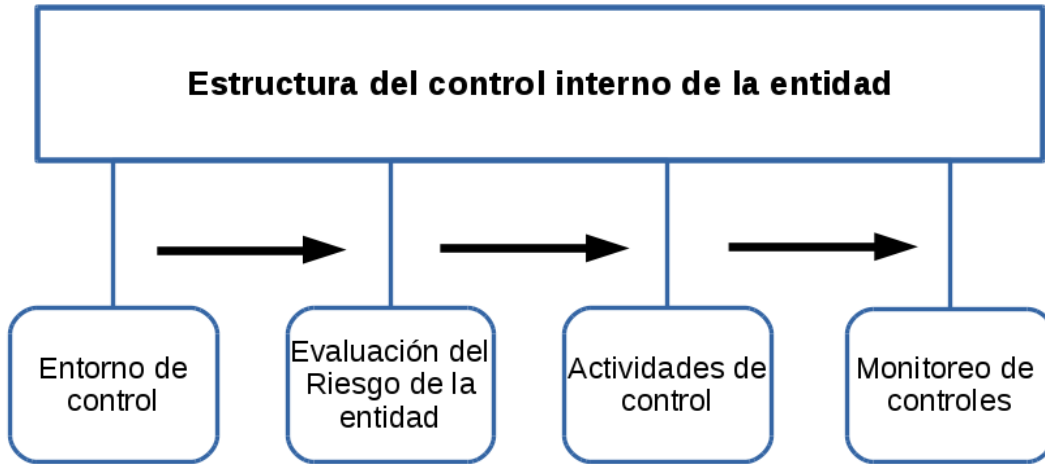 Estructura del control interno de la entidad
Entorno de
control
Evaluación del
Riesgo de la
entidad
Actividades de
control
Monitoreo de
controles